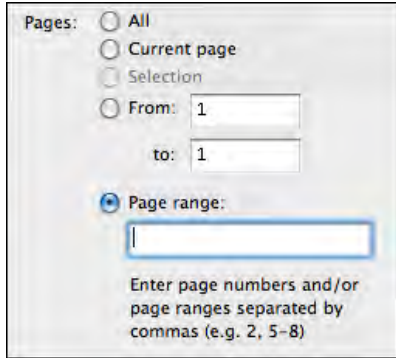 Pages: All
Current page
Selection
From: 1
to: 1
Page range:
Enter page numbers and/or
page ranges separated by
commas (e.g. 2, 5–8)